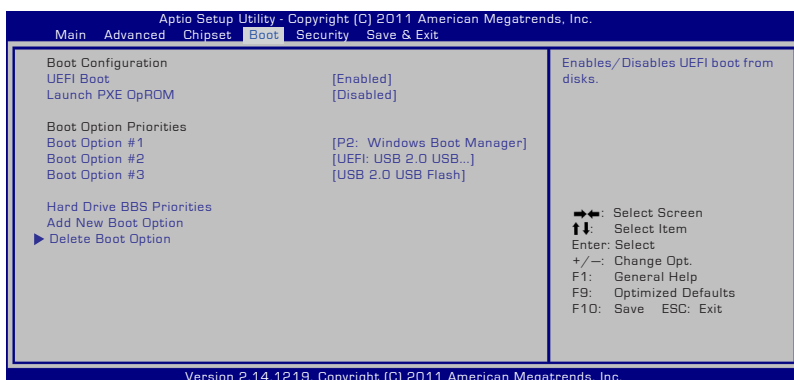 Aptio Setup Utility - Copyright (C) 2011 American Megatrends, Inc.
Main Advanced Chipset Boot Security Save & Exit
Boot Configuration
UEFI Boot [Enabled]
Launch PXE OpROM [Disabled]
Boot Option Priorities
Boot Option #1 [P2: Windows Boot Manager]
Boot Option #2 [UEFI: USB 2.0 USB...]
Boot Option #3 [USB 2.0 USB Flash]
Hard Drive BBS Priorities
Add New Boot Option
Delete Boot Option
Enables/Disables UEFI boot from
disks.
→←: Select Screen
↑↓: Select Item
Enter: Select
+/—: Change Opt.
F1: General Help
F9: Optimized Defaults
F10: Save ESC: Exit
Version 2.14.1219. Copyright (C) 2011 American Megatrends, Inc.